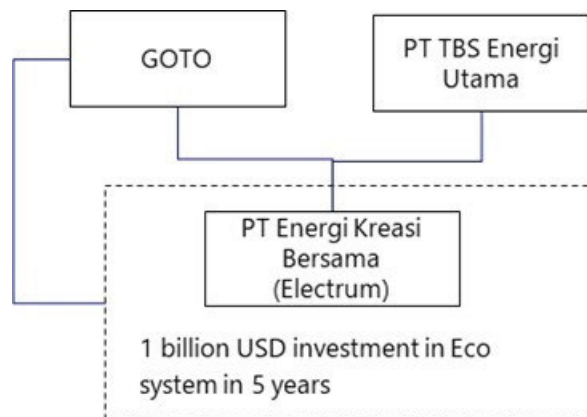 GOTO
PT TBS Energi
Utama
PT Energi Kreasi
Bersama
(Electrum)
1 billion USD investment in Eco
system in 5 years